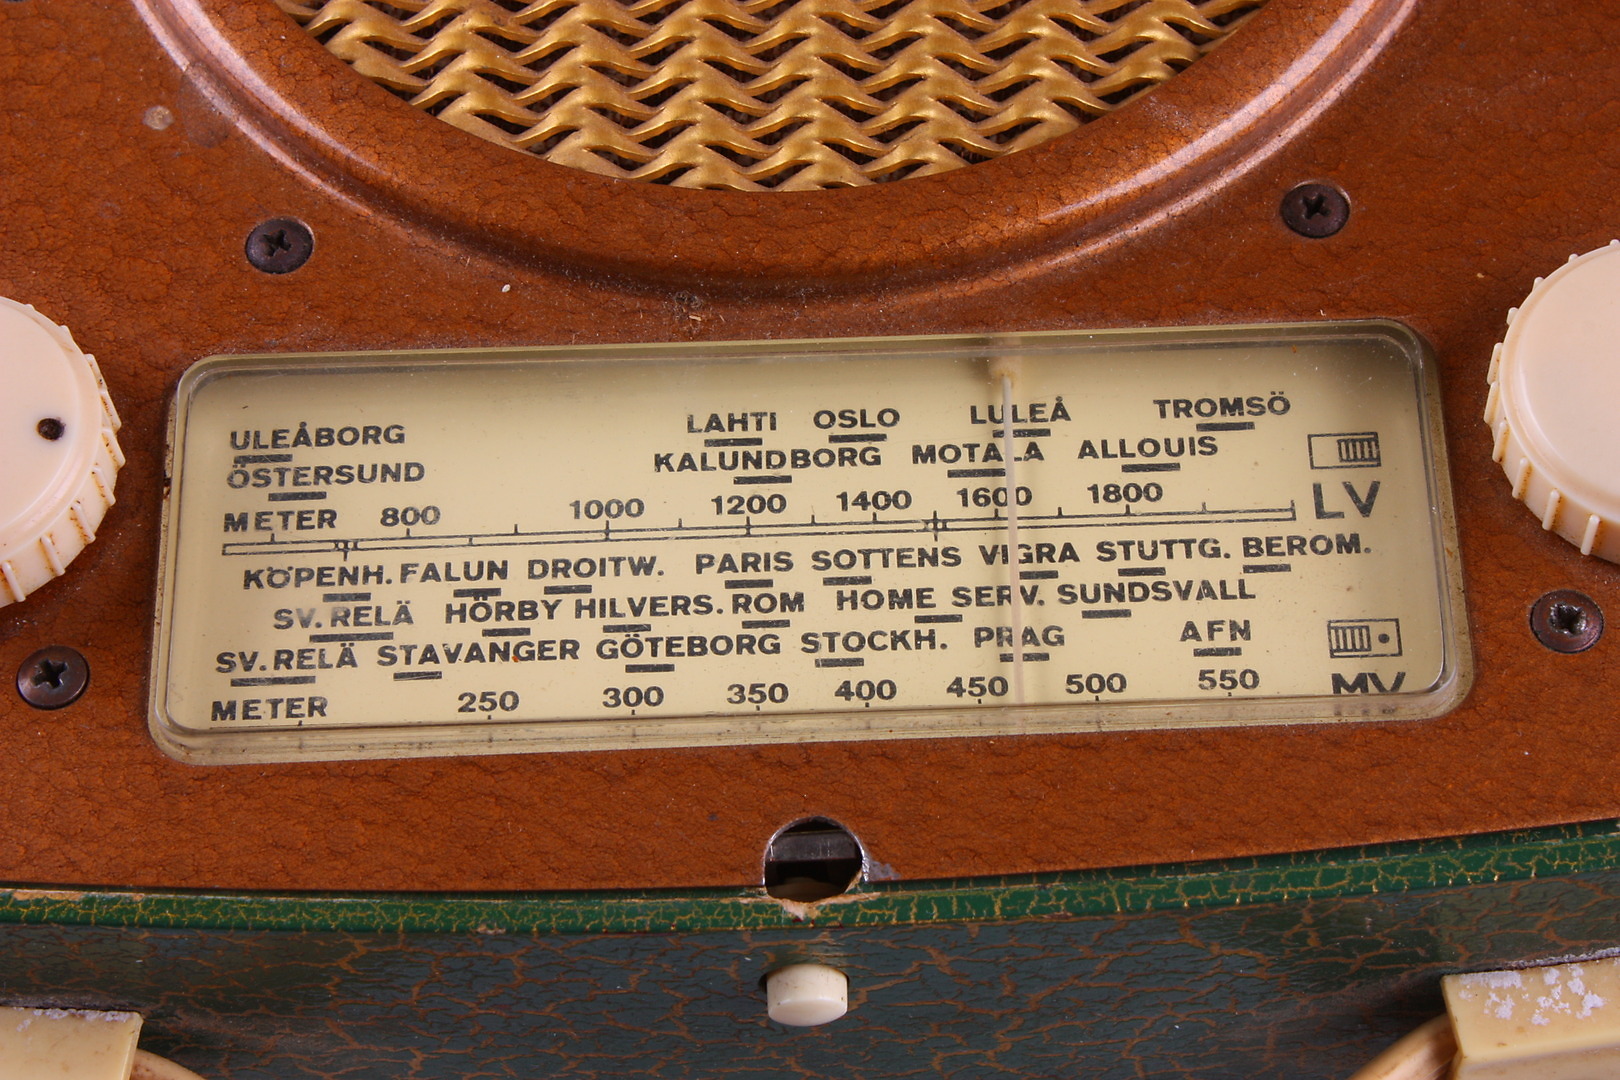 ULEÅBORG LAHTI OSLO LULEÅ TROMSÖ
ÖSTERSUND KALUNDBORG MOTALA ALLOUIS
METER 800 1000 1200 1400 1600 1800 LV
KÖPENH. FALUN DROITW. PARIS SOTTENS VIGRA STUTTG. BEROM.
SV. RELÄ HÖRBY HILVERS. ROM HOME SERV. SUNDSVALL
SV. RELÄ STAVANGER GÖTEBORG STOCKH. PRAG AFN
METER 250 300 350 400 450 500 550 MV